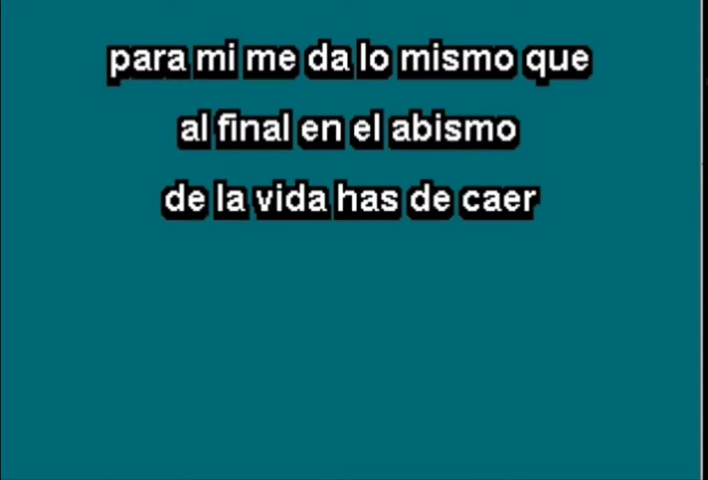 para mi me da lo mismo que
al final en el abismo
de la vida has de caer